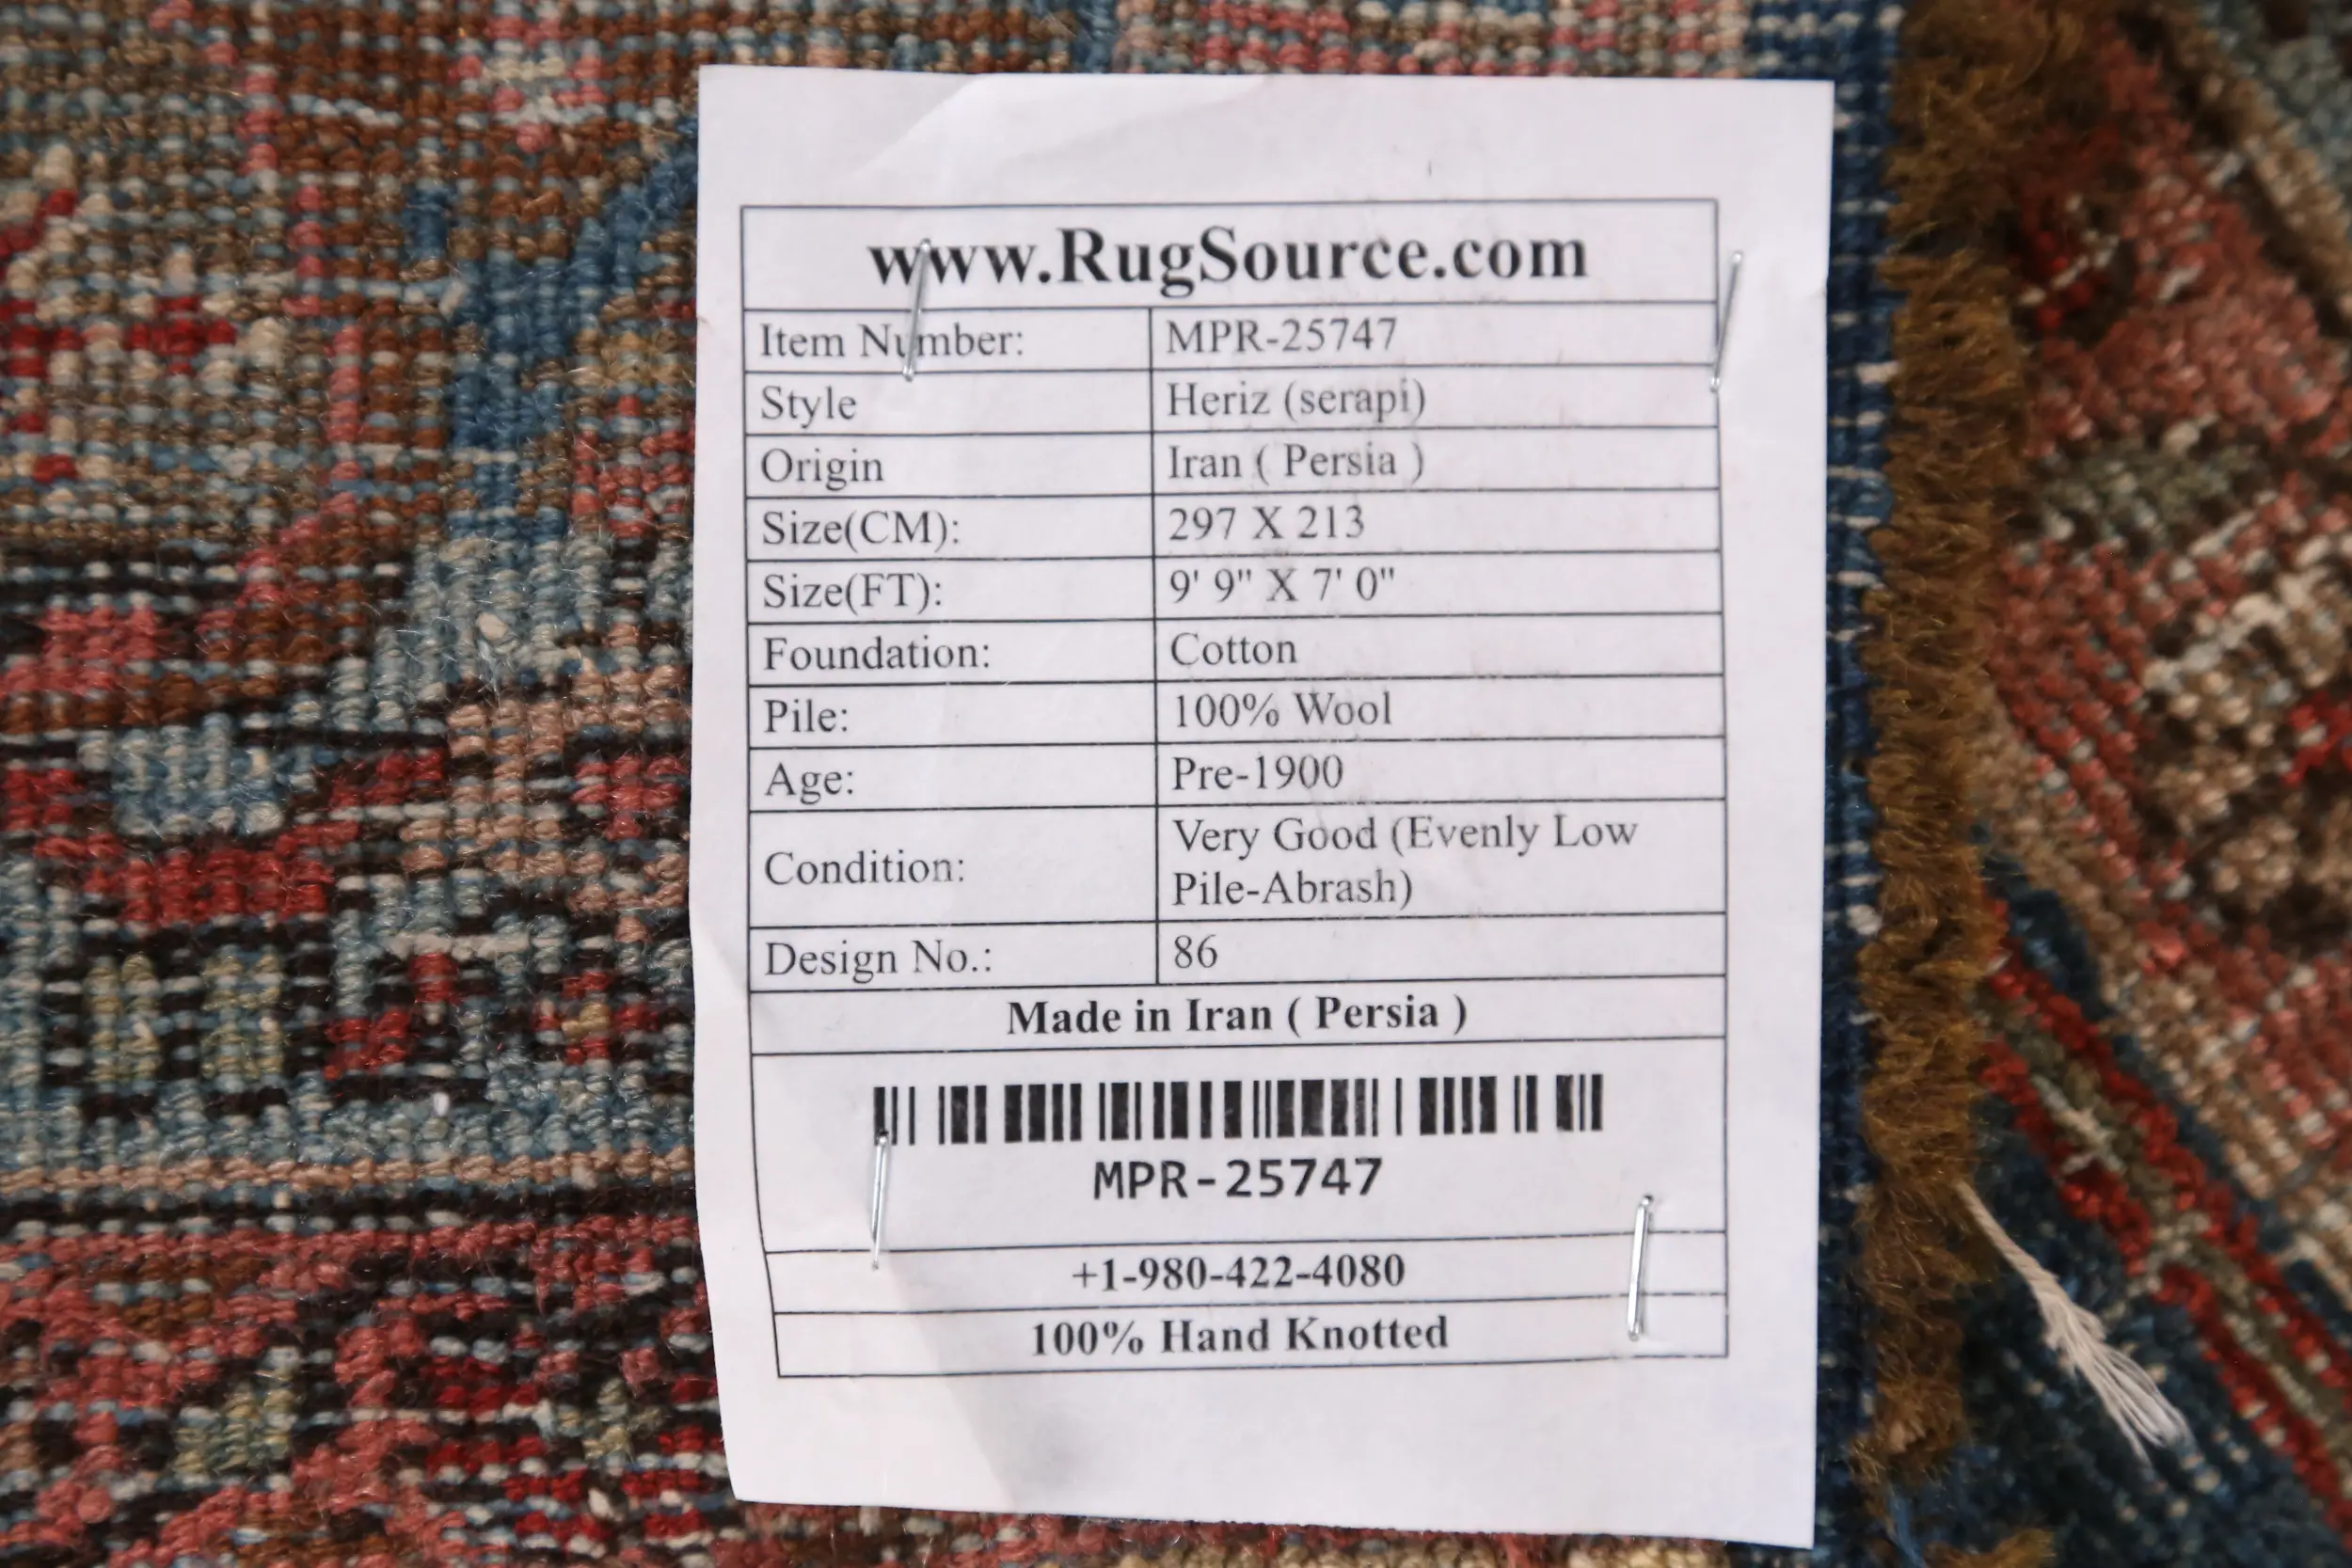 www.RugSource.com
Item Number: MPR-25747
Style Heriz (serapi)
Origin Iran ( Persia )
Size(CM): 297 X 213
Size(FT): 9' 9" X 7' 0"
Foundation: Cotton
Pile: 100% Wool
Age: Pre-1900
Condition: Very Good (Evenly Low
Pile-Abrash)
Design No.: 86
Made in Iran ( Persia )
MPR-25747
+1-980-422-4080
100% Hand Knotted